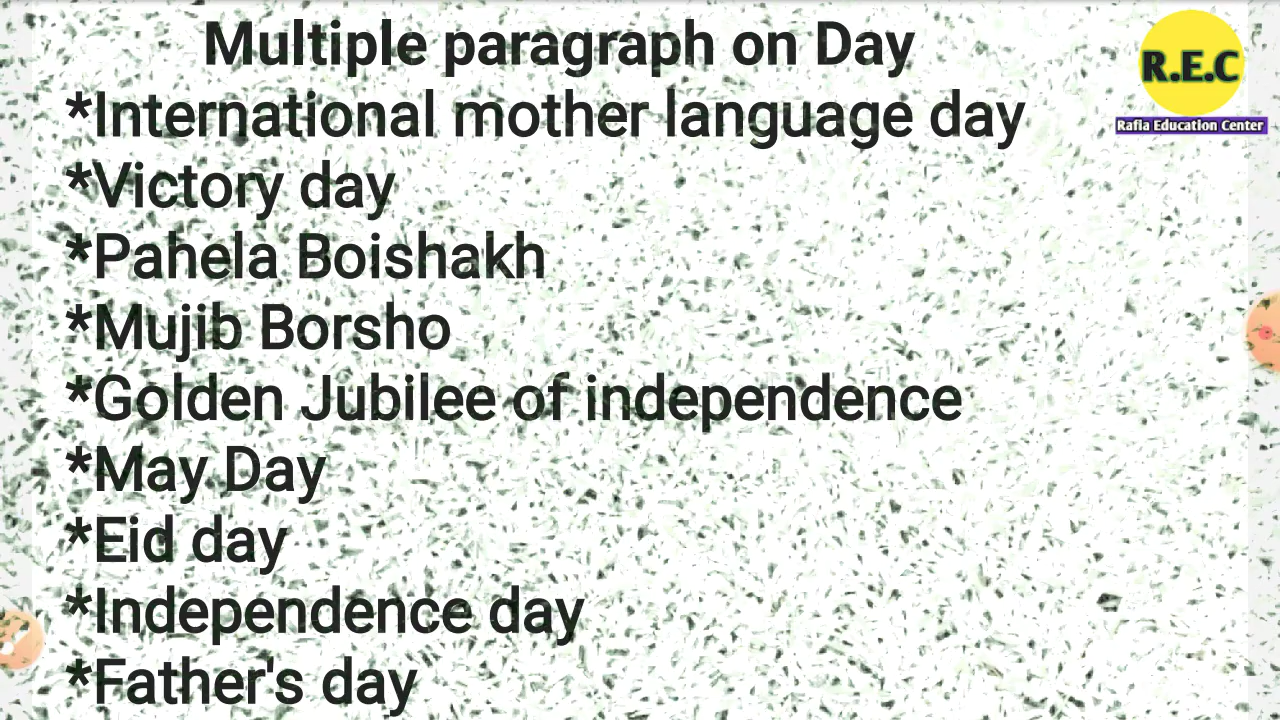 Multiple paragraph on Day
R.E.C
Rafia Education Center
*International mother language day
*Victory day
*Pahela Boishakh
*Mujib Borsho
*Golden Jubilee of independence
*May Day
*Eid day
*Independence day
*Father's day